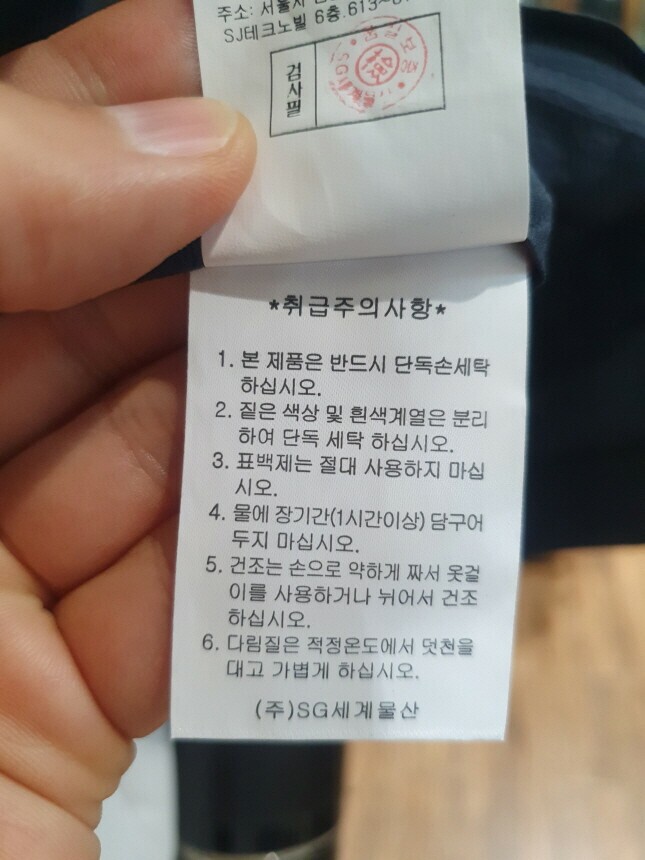 주소: 서울시
SJ테크노빌 6층.613~
검사필
*취급주의사항*
1. 본 제품은 반드시 단독손세탁
하십시오.
2. 짙은 색상 및 흰색계열은 분리
하여 단독 세탁 하십시오.
3. 표백제는 절대 사용하지 마십
시오.
4. 물에 장기간(1시간이상) 담구어
두지 마십시오.
5. 건조는 손으로 약하게 짜서 옷걸
이를 사용하거나 뉘어서 건조
하십시오.
6. 다림질은 적정온도에서 덧천을
대고 가볍게 하십시오.
(주)SG세계물산